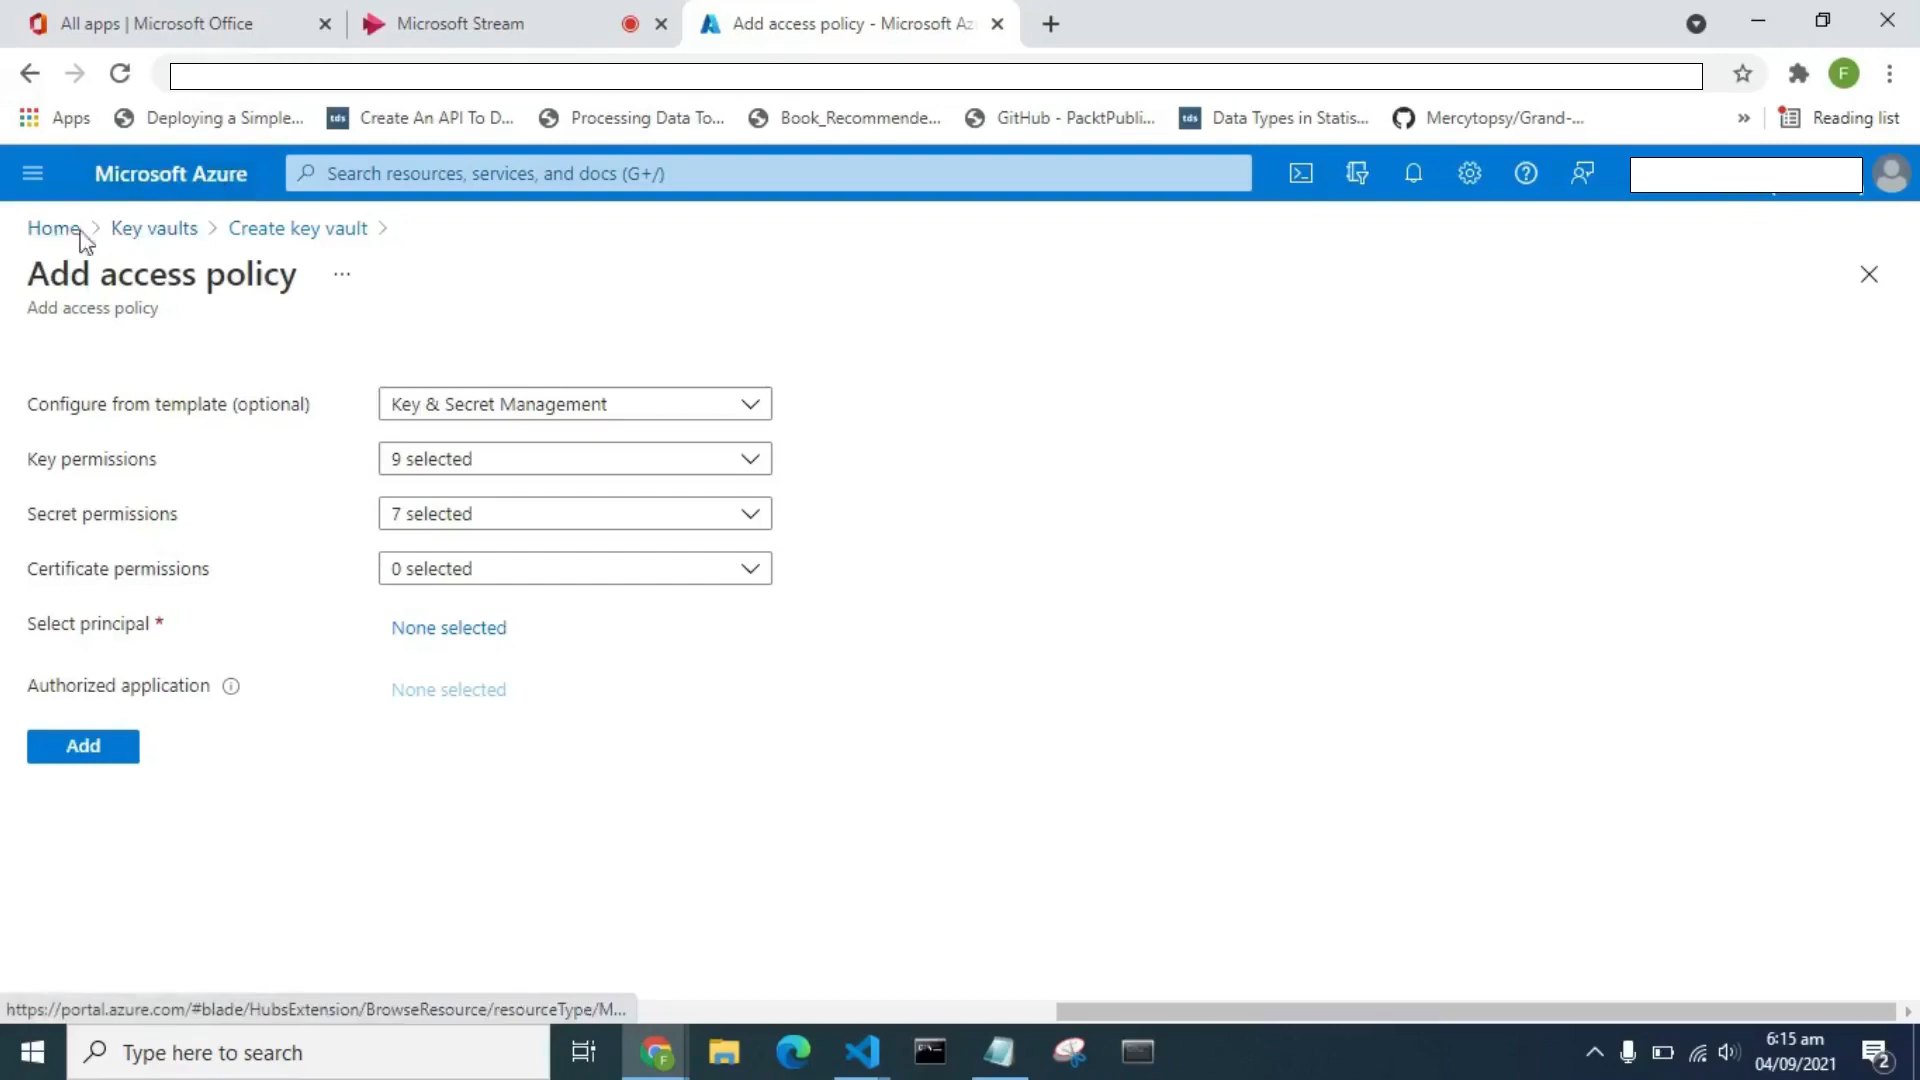 All apps | Microsoft Office
Microsoft Stream
Add access policy - Microsoft Az
F
Apps
Deploying a Simple...
tds
Create An API To D...
Processing Data To...
Book_Recommende...
GitHub - PacktPubli...
tds
Data Types in Statis...
Mercytopsy/Grand-...
»
Reading list
Microsoft Azure
Search resources, services, and docs (G+/)
Home > Key vaults > Create key vault >
Add access policy ...
Add access policy
Configure from template (optional)
Key & Secret Management
Key permissions
9 selected
Secret permissions
7 selected
Certificate permissions
0 selected
Select principal *
None selected
Authorized application
None selected
Add
https://portal.azure.com/#blade/HubsExtension/BrowseResource/resourceType/M...
Type here to search
F
6:15 am
04/09/2021
2